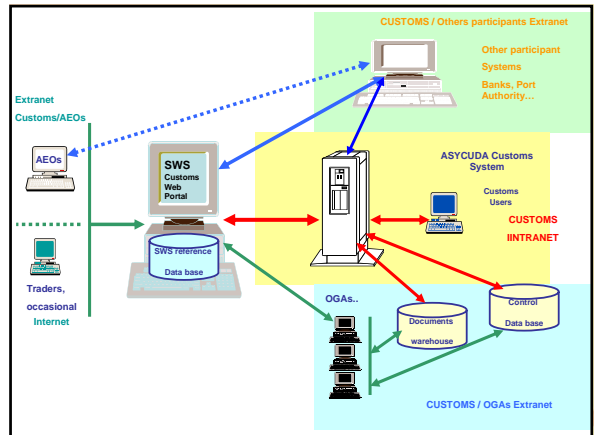 CUSTOMS / Others participants Extranet
Other participant
Systems
Banks, Port
Authority…
Extranet
Customs/AEOs
AEOs
SWS
Customs
Web
Portal
SWS reference
Data base
Traders,
occasional
Internet
ASYCUDA Customs
System
Customs
Users
CUSTOMS
IINTRANET
OGAs..
Documents
warehouse
Control
Data base
CUSTOMS / OGAs Extranet